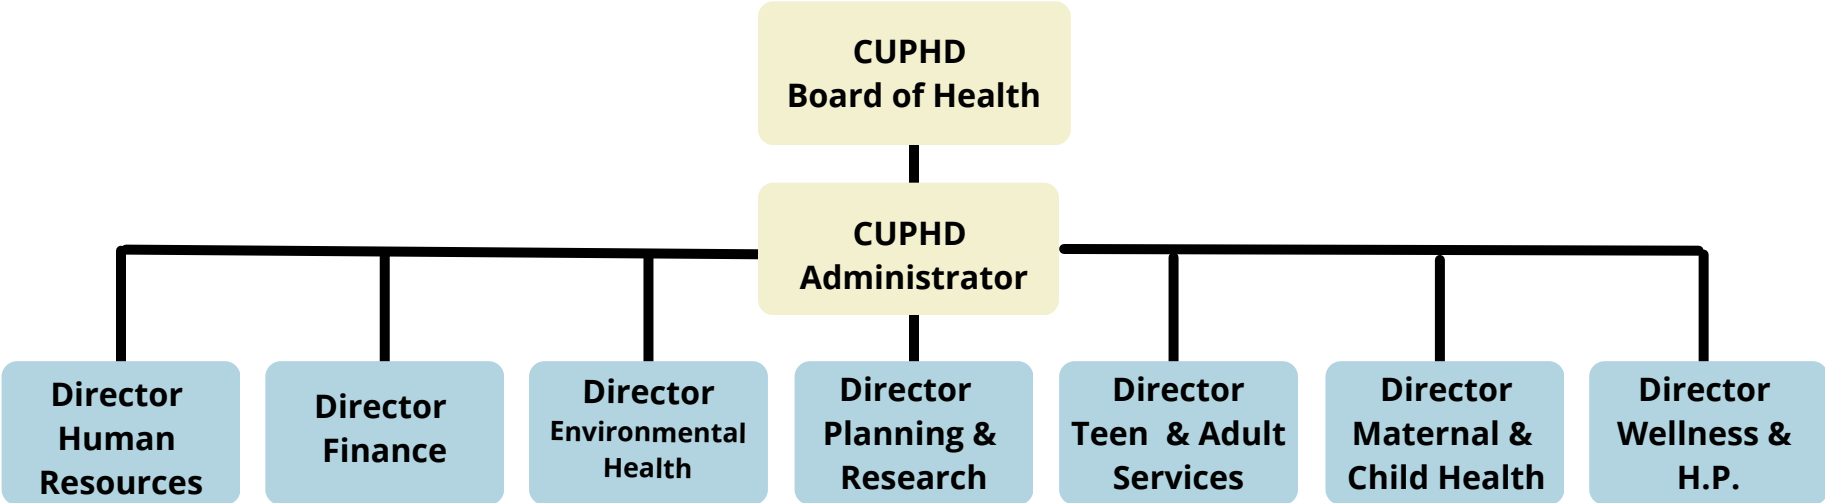 CUPHD
Board of Health
CUPHD
Administrator
Director
Human
Resources
Director
Finance
Director
Environmental
Health
Director
Planning &
Research
Director
Teen & Adult
Services
Director
Maternal &
Child Health
Director
Wellness &
H.P.